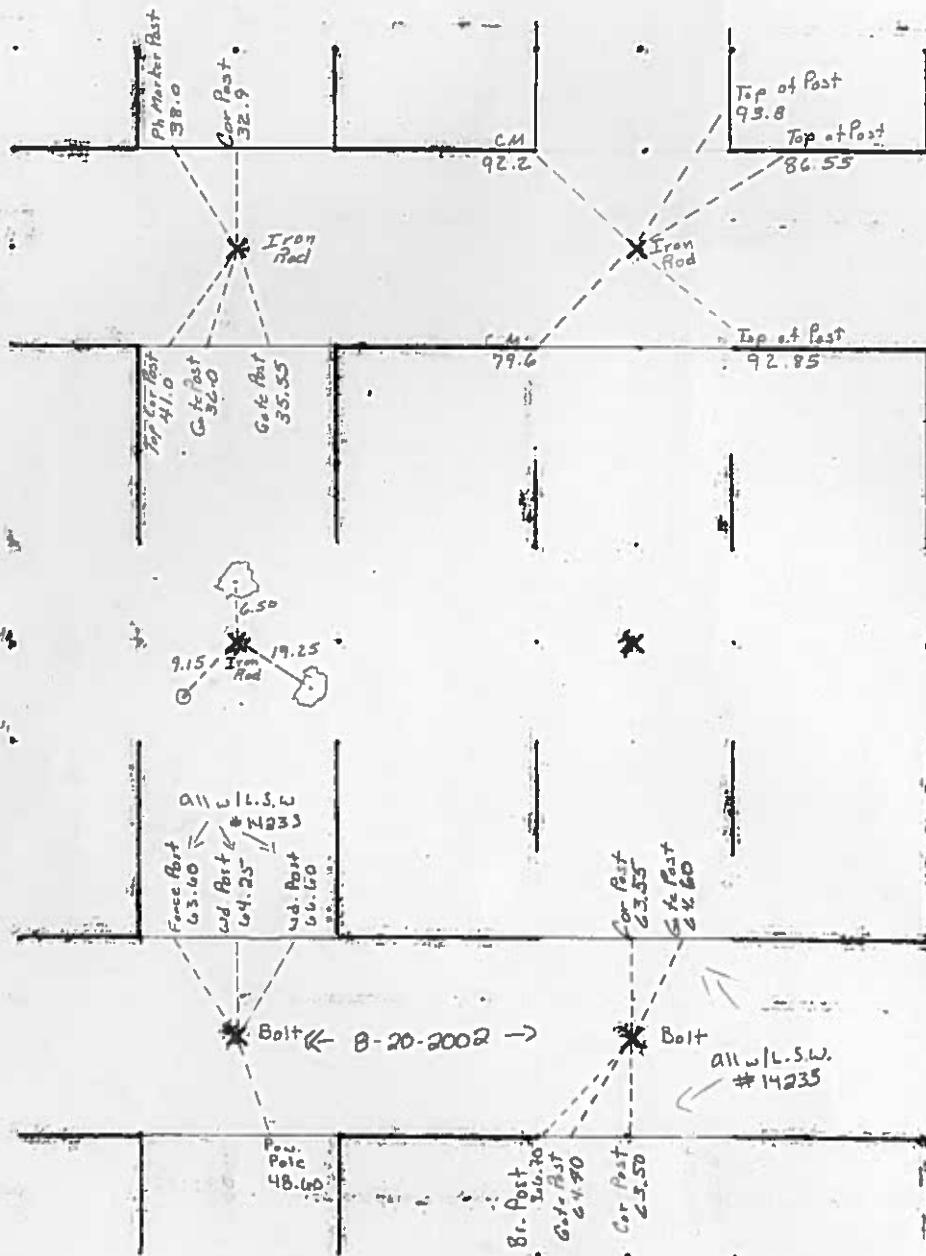 Ph Marker Post
38.0
Cor Post
32.9
CM
92.2
Top of Post
93.8
Top of Post
86.55
Iron
Rod
Iron
Rod
Top Cor Post
41.0
Gate Post
36.0
Gate Post
35.55
79.6
Top of Post
92.85
6.50
9.15
Iron
Rod
19.25
all w/L.S.W
#14233
Fence Post
63.60
Wd. Post
64.25
Wd. Post
66.60
Cor Post
63.55
Gate Post
64.60
Bolt
<- 8-20-2002 ->
Bolt
all w/L.S.W.
#14233
Pole
48.60
Br. Post
Gate Post
64.90
Cor Post
63.50